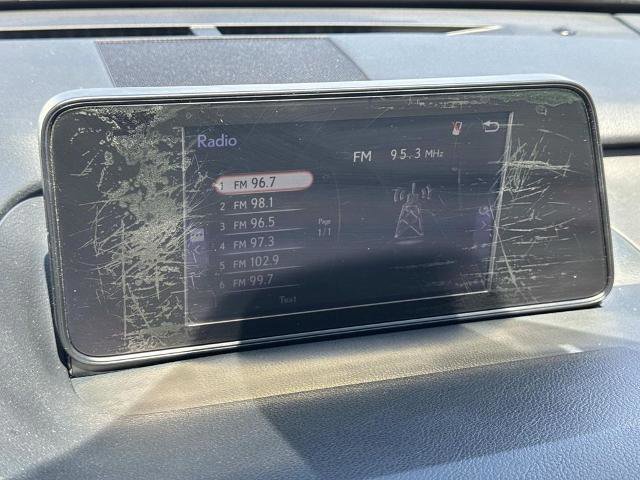 Radio
FM 95.3 MHz
1 FM 96.7
2 FM 98.1
3 FM 96.5
Page
1/1
4 FM 97.3
5 FM 102.9
6 FM 99.7
Text